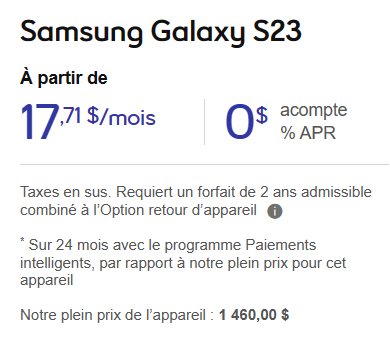 Samsung Galaxy S23
À partir de
17,71 $/mois
0$ acompte
% APR
Taxes en sus. Requiert un forfait de 2 ans admissible
combiné à l’Option retour d’appareil i
* Sur 24 mois avec le programme Paiements
intelligents, par rapport à notre plein prix pour cet
appareil
Notre plein prix de l’appareil : 1 460,00 $